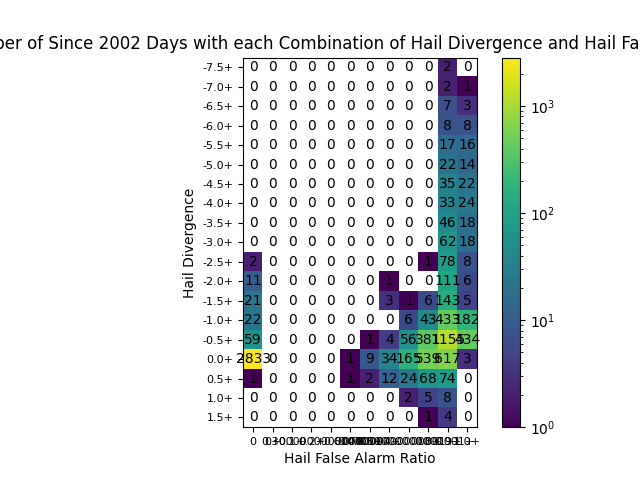 ber of Since 2002 Days with each Combination of Hail Divergence and Hail Fa
-7.5+ 0 0 0 0 0 0 0 0 0 0 2 0
-7.0+ 0 0 0 0 0 0 0 0 0 0 2 1
-6.5+ 0 0 0 0 0 0 0 0 0 0 7 3
-6.0+ 0 0 0 0 0 0 0 0 0 0 8 8
-5.5+ 0 0 0 0 0 0 0 0 0 0 17 16
-5.0+ 0 0 0 0 0 0 0 0 0 0 22 14
-4.5+ 0 0 0 0 0 0 0 0 0 0 35 22
-4.0+ 0 0 0 0 0 0 0 0 0 0 33 24
-3.5+ 0 0 0 0 0 0 0 0 0 0 46 18
-3.0+ 0 0 0 0 0 0 0 0 0 0 62 18
-2.5+ 2 0 0 0 0 0 0 0 0 1 78 8
-2.0+ 11 0 0 0 0 0 0 1 0 0 111 6
-1.5+ 21 0 0 0 0 0 0 3 1 6 143 5
-1.0+ 22 0 0 0 0 0 0 0 6 43 433 182
-0.5+ 59 0 0 0 0 0 1 4 56 381 1155 434
0.0+ 2833 0 0 0 0 1 9 34 165 539 617 3
0.5+ 1 0 0 0 0 1 2 12 24 68 74 0
1.0+ 0 0 0 0 0 0 0 0 2 5 8 0
1.5+ 0 0 0 0 0 0 0 0 0 1 4 0
0
Hail False Alarm Ratio
Hail Divergence
10³
10²
10¹
10⁰